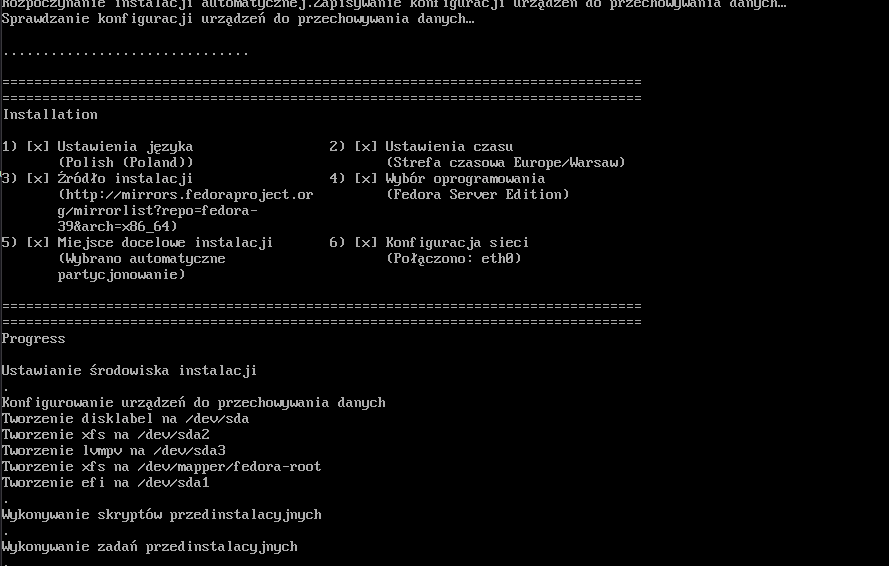 Rozpoczynanie instalacji automatycznej.Zapisywanie konfiguracji urządzeń do przechowywania danych…
Sprawdzanie konfiguracji urządzeń do przechowywania danych…
...............................
================================================================================
================================================================================
Installation
1) [x] Ustawienia języka 2) [x] Ustawienia czasu
(Polish (Poland)) (Strefa czasowa Europe/Warsaw)
3) [x] Źródło instalacji 4) [x] Wybór oprogramowania
(http://mirrors.fedoraproject.or (Fedora Server Edition)
g/mirrorlist?repo=fedora-
39&arch=x86_64)
5) [x] Miejsce docelowe instalacji 6) [x] Konfiguracja sieci
(Wybrano automatyczne (Połączono: eth0)
partycjonowanie)
================================================================================
================================================================================
Progress
Ustawianie środowiska instalacji
.
Konfigurowanie urządzeń do przechowywania danych
Tworzenie disklabel na /dev/sda
Tworzenie xfs na /dev/sda2
Tworzenie lvmpv na /dev/sda3
Tworzenie xfs na /dev/mapper/fedora-root
Tworzenie efi na /dev/sda1
.
Wykonywanie skryptów przedinstalacyjnych
.
Wykonywanie zadań przedinstalacyjnych
.